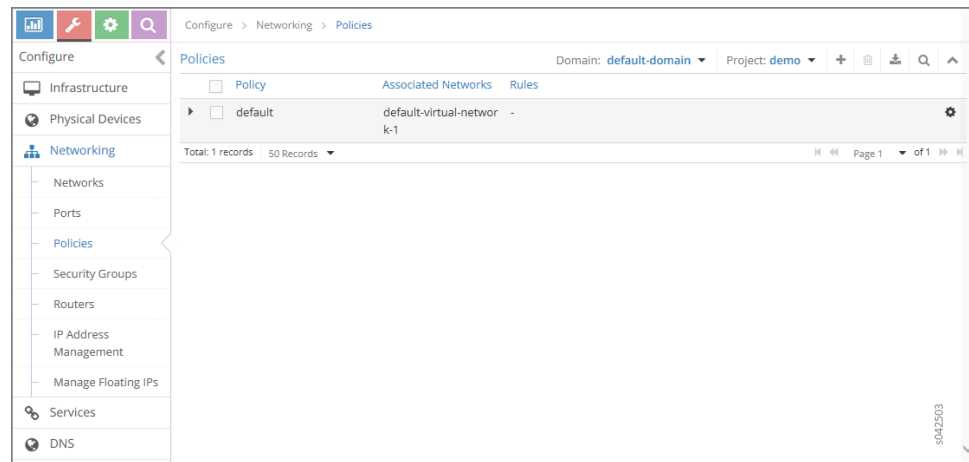 Configure > Networking > Policies
Configure
Policies
Domain: default-domain
Project: demo
Infrastructure
Physical Devices
Networking
Networks
Ports
Policies
Security Groups
Routers
IP Address
Management
Manage Floating IPs
Services
DNS
Policy Associated Networks Rules
default default-virtual-networ -
k-1
Total: 1 records 50 Records Page 1 of 1
s042503